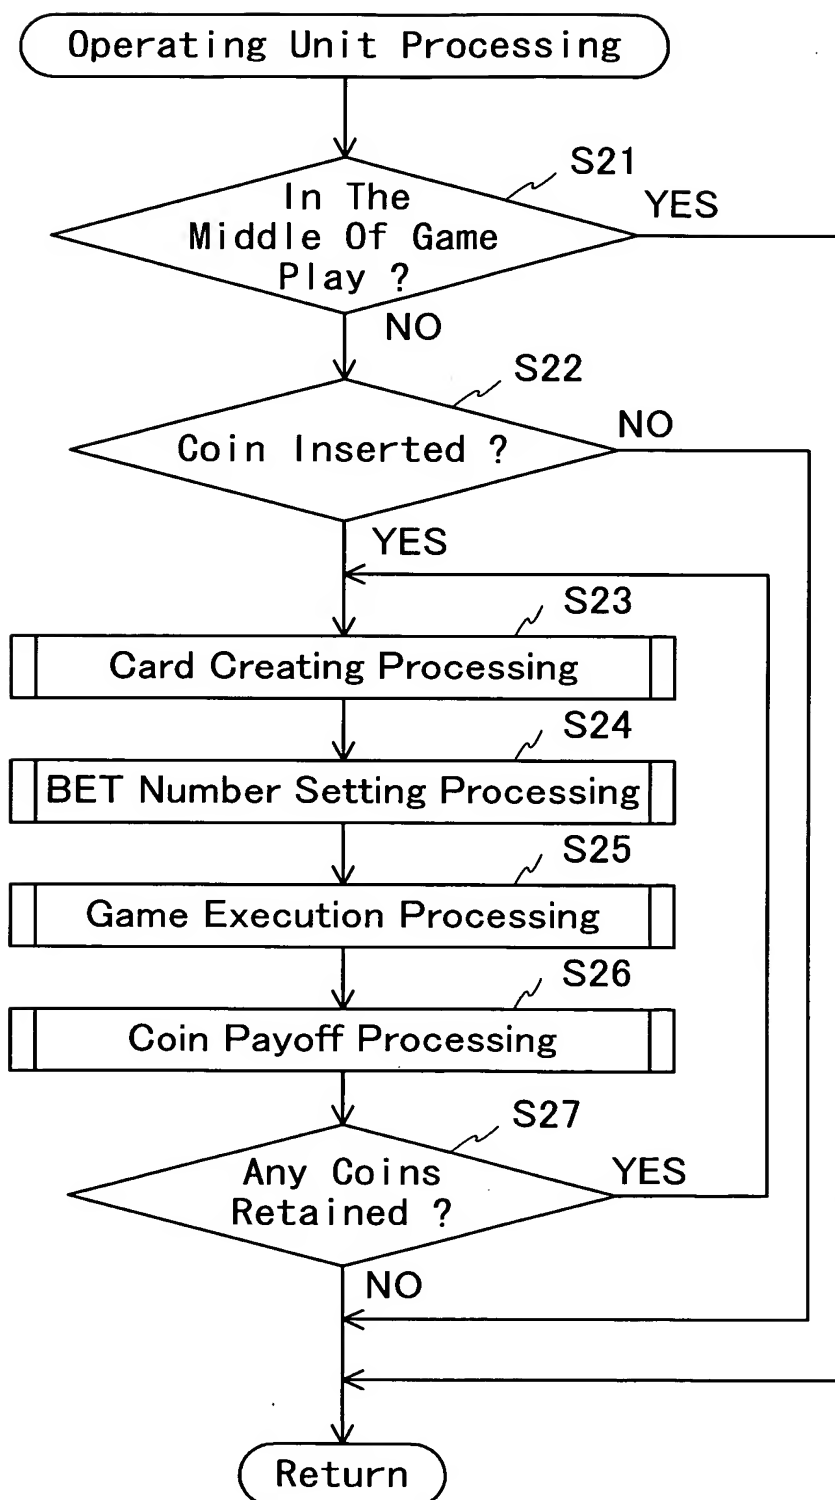 Operating Unit Processing
S21
In The
Middle Of Game
Play ?
YES
NO
S22
Coin Inserted ?
NO
YES
S23
Card Creating Processing
S24
BET Number Setting Processing
S25
Game Execution Processing
S26
Coin Payoff Processing
S27
Any Coins
Retained ?
YES
NO
Return